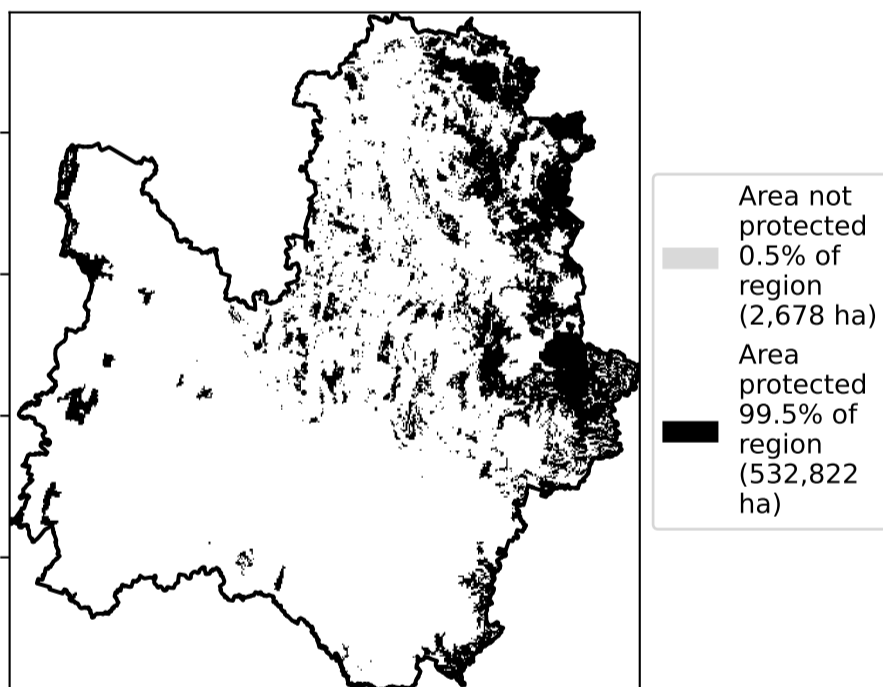 Area not
protected
0.5% of
region
(2,678 ha)
Area
protected
99.5% of
region
(532,822
ha)